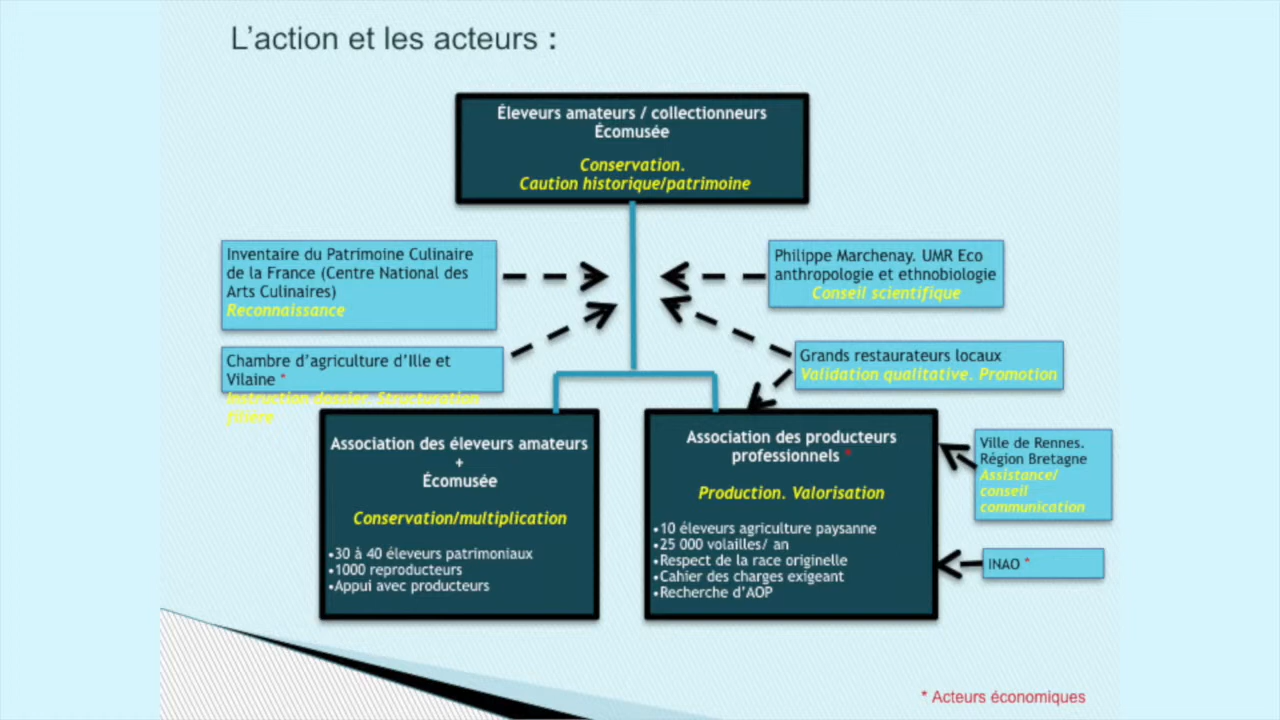 L'action et les acteurs :
Éleveurs amateurs / collectionneurs
Écomusée
Conservation.
Caution historique/patrimoine
Inventaire du Patrimoine Culinaire
de la France (Centre National des
Arts Culinaires)
Reconnaissance
Philippe Marchenay. UMR Eco
anthropologie et ethnobiologie
Conseil scientifique
Chambre d'agriculture d'Ille et
Vilaine *
Instruction dossier. Structuration
filière
Grands restaurateurs locaux
Validation qualitative. Promotion
Association des éleveurs amateurs
+
Écomusée
Conservation/multiplication
•30 à 40 éleveurs patrimoniaux
•1000 reproducteurs
•Appui avec producteurs
Association des producteurs
professionnels *
Production. Valorisation
•10 éleveurs agriculture paysanne
•25 000 volailles/ an
•Respect de la race originelle
•Cahier des charges exigeant
•Recherche d'AOP
Ville de Rennes.
Région Bretagne
Assistance/
conseil
communication
INAO *
* Acteurs économiques